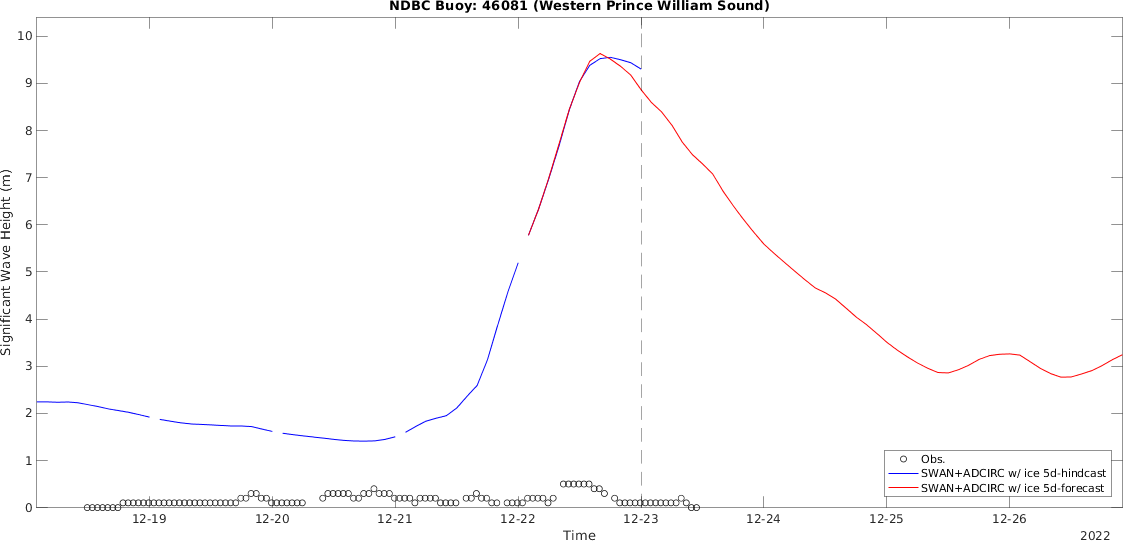 NDBC Buoy: 46081 (Western Prince William Sound)
10
9
8
7
6
5
4
3
2
1
0
Significant Wave Height (m)
Obs.
SWAN+ADCIRC w/ ice 5d-hindcast
SWAN+ADCIRC w/ ice 5d-forecast
12-19 12-20 12-21 12-22 12-23 12-24 12-25 12-26
Time
2022